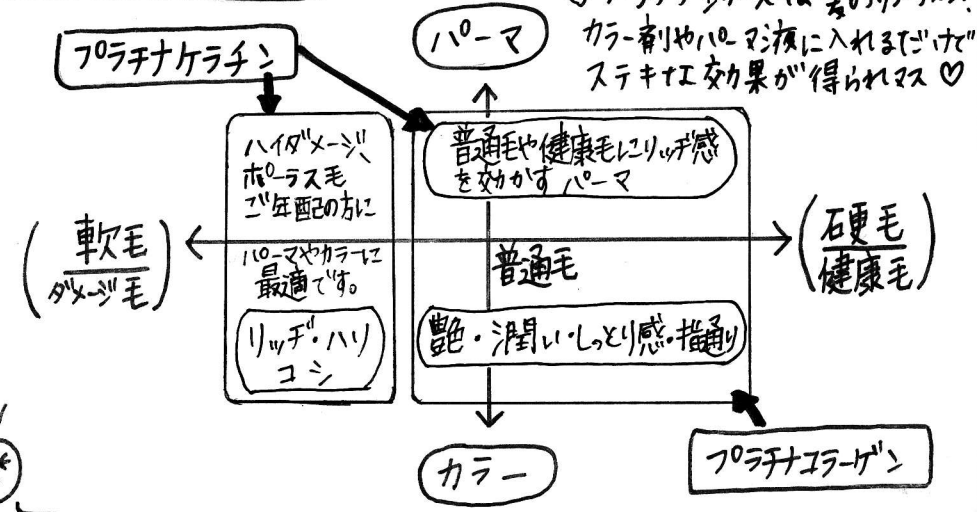 パーマ
カラー剤やパーマ液に入れるだけで
ステキな効果が得られマス♡
プラチナケラチン
ハイダメージ、
ポーラス毛
ご年配の方に
パーマやカラーに
最適です。
リッヂ・ハリ
コシ
普通毛や健康毛にリッヂ感
を効かすパーマ
軟毛
ダメージ毛
普通毛
硬毛
健康毛
艶・潤い・しっとり感・指通り
カラー
プラチナコラーゲン